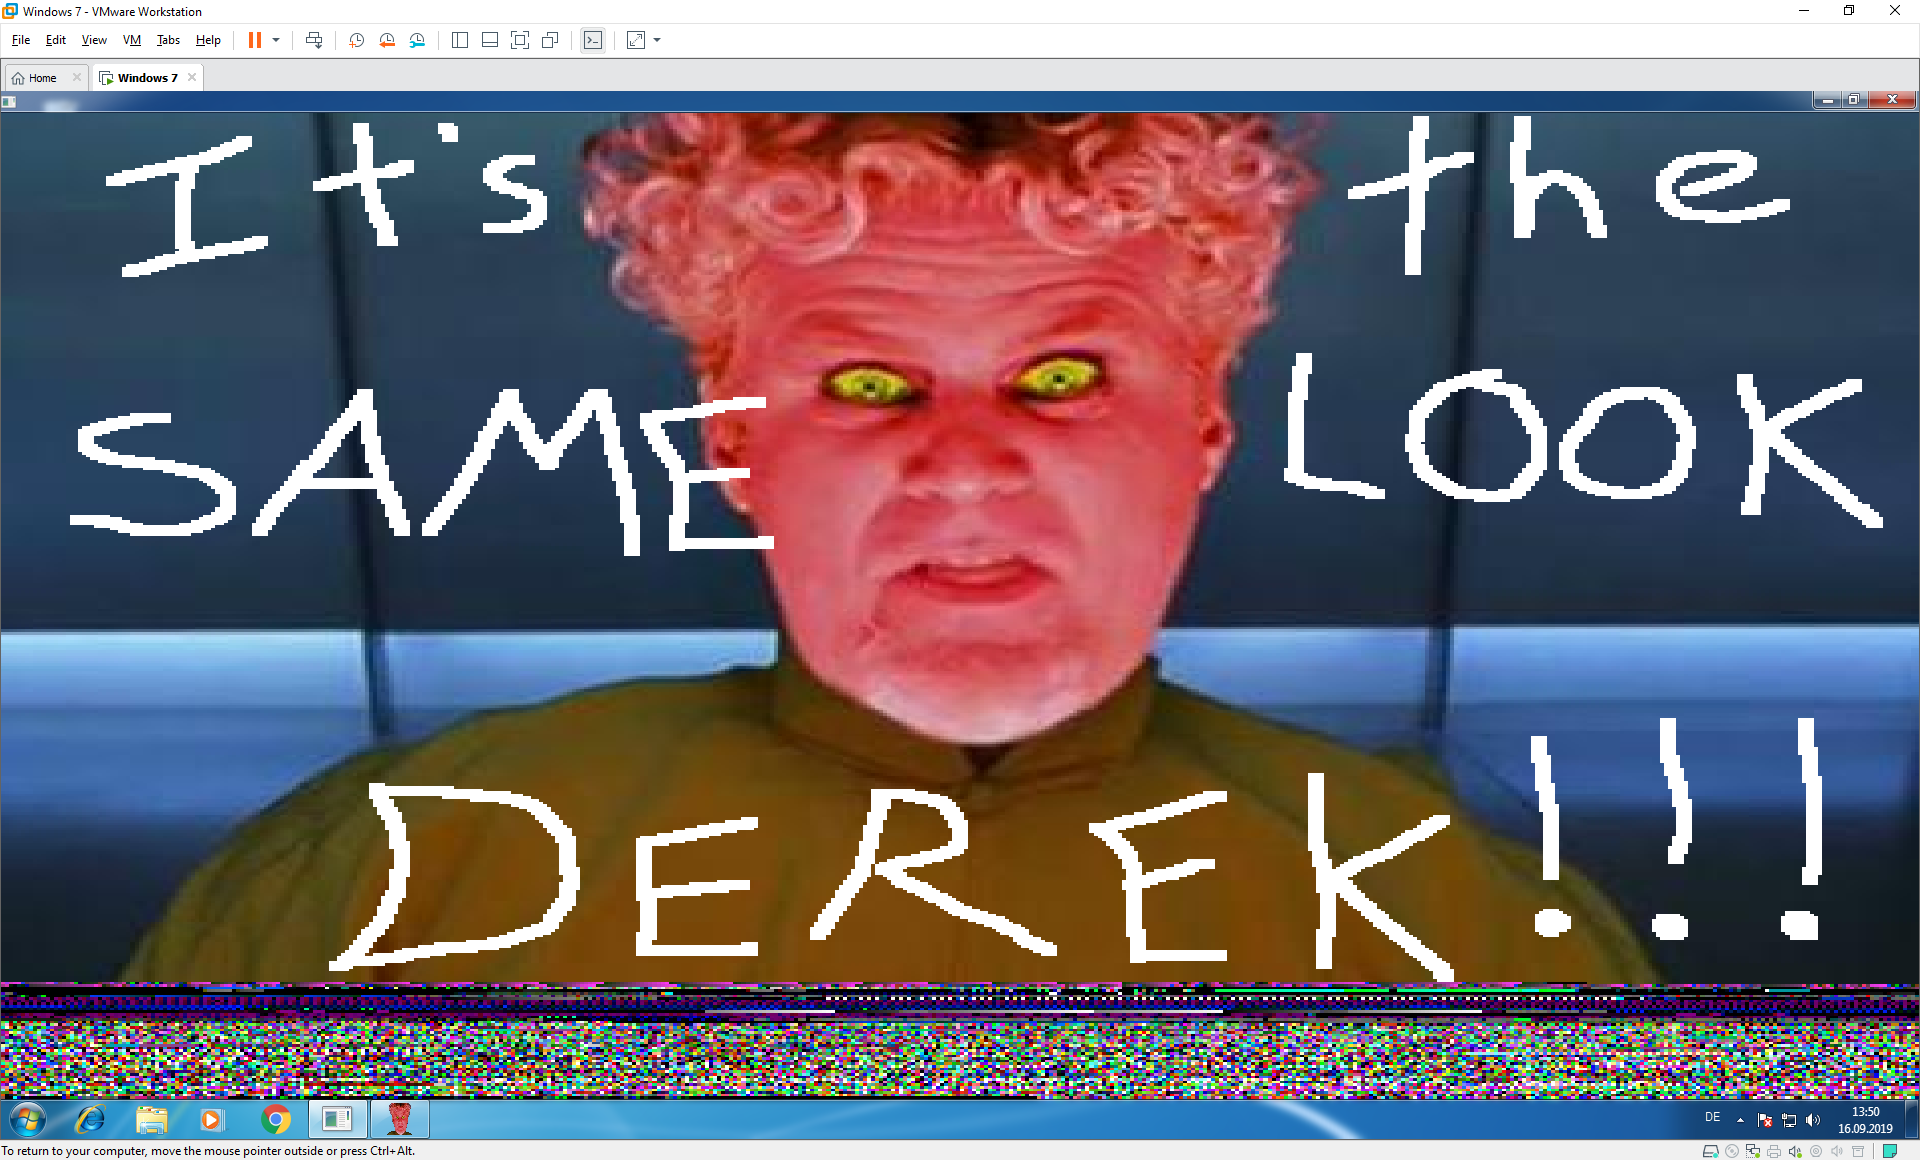 Windows 7 - VMware Workstation
File Edit View VM Tabs Help
Home Windows 7
It's the
SAME LOOK
DEREK!!!
DE 13:50
16.09.2019
To return to your computer, move the mouse pointer outside or press Ctrl+Alt.